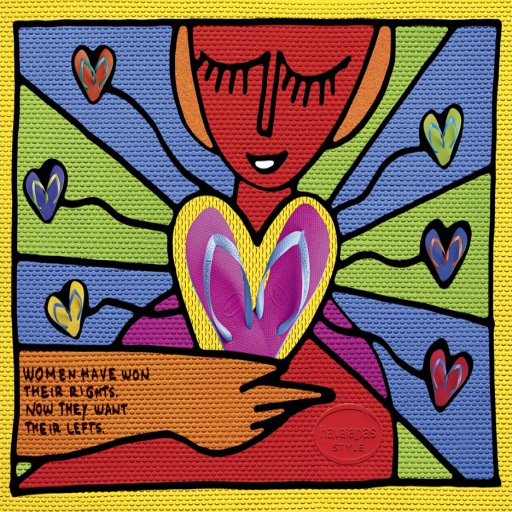 WOMEN HAVE WON
THEIR RIGHTS.
NOW THEY WANT
THEIR LEFTS.
havaianas
STYLE